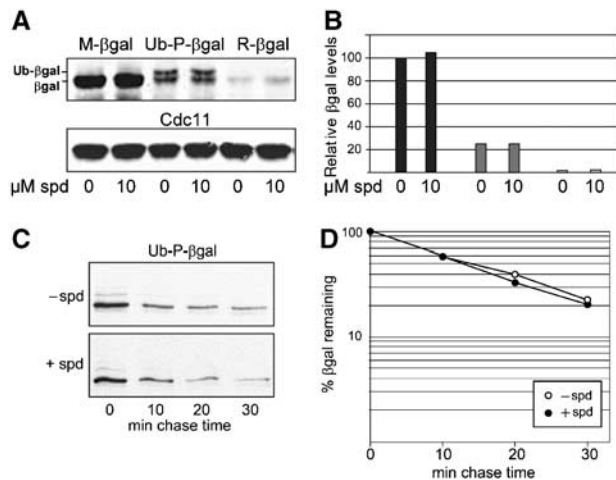 A
M-βgal Ub-P-βgal R-βgal
Ub-βgal
βgal
Cdc11
μM spd 0 10 0 10 0 10
B
Relative βgal levels
100
80
60
40
20
μM spd 0 10 0 10 0 10
C
Ub-P-βgal
–spd
+ spd
0 10 20 30
min chase time
D
% βgal remaining
100
10
–spd
+spd
0 10 20 30
min chase time